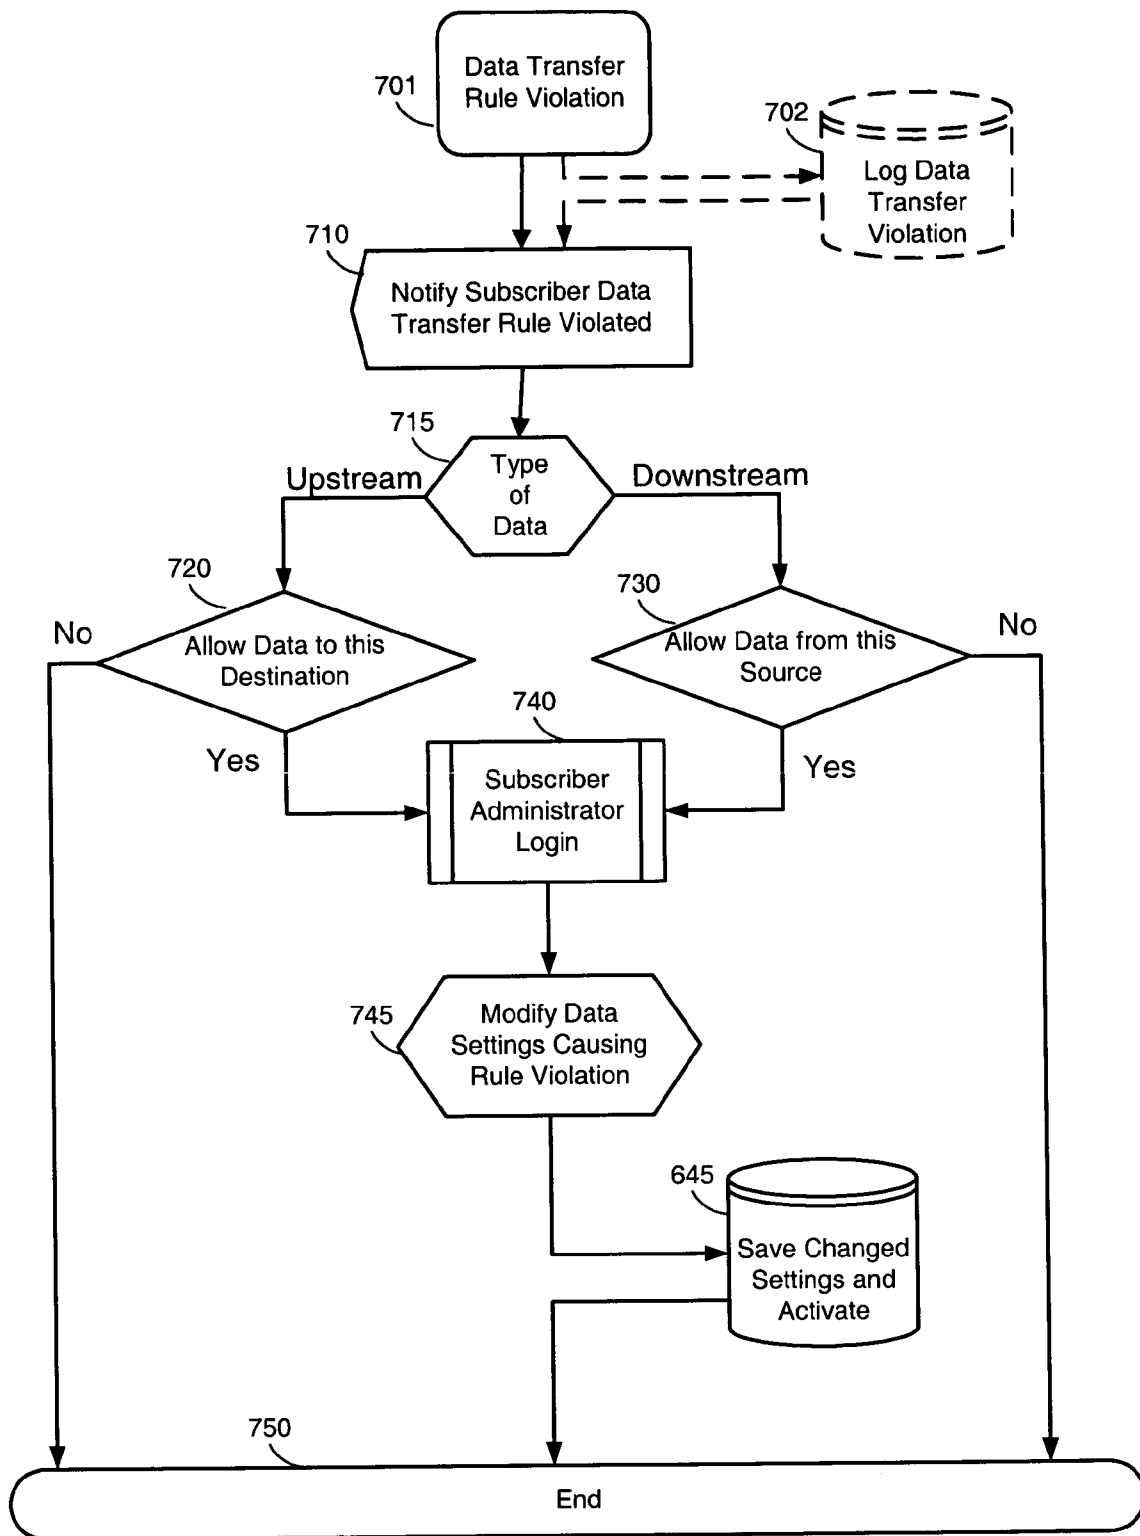 Data Transfer
Rule Violation
701
702
Log Data
Transfer
Violation
710
Notify Subscriber Data
Transfer Rule Violated
715
Type
of
Data
Upstream
Downstream
720
Allow Data to this
Destination
No
Yes
730
Allow Data from this
Source
No
Yes
740
Subscriber
Administrator
Login
745
Modify Data
Settings Causing
Rule Violation
645
Save Changed
Settings and
Activate
750
End